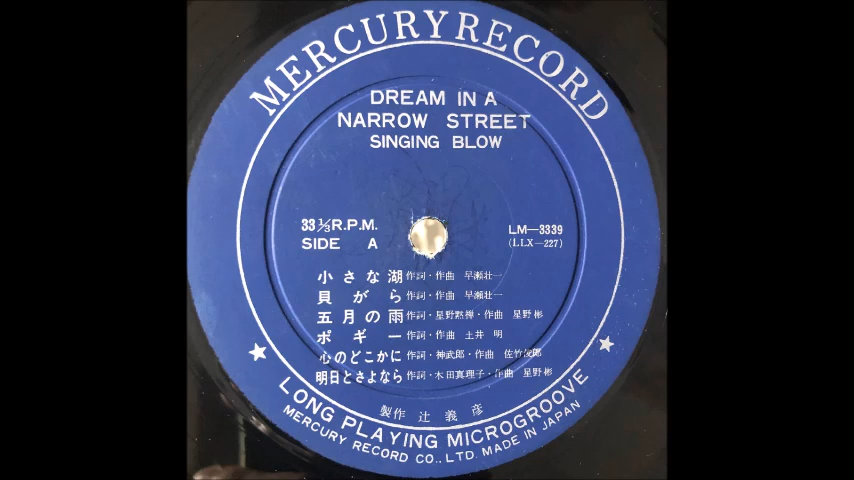 MERCURY RECORD
DREAM IN A
NARROW STREET
SINGING BLOW
33 1/3 R.P.M.
SIDE A
LM—3339
(LLX—227)
小さな湖 作詞・作曲 早瀬壮一
貝がら 作詞・作曲 早瀬壮一
五月の雨 作詞・星野黙禅・作曲 星野彬
ポギー 作詞・作曲 土井 明
心のどこかに 作詞・神武郎・作曲 佐竹俊郎
明日とさよなら 作詞・木田真理子・作曲 星野彬
製作 辻 義彦
LONG PLAYING MICROGROOVE
MERCURY RECORD CO., LTD. MADE IN JAPAN